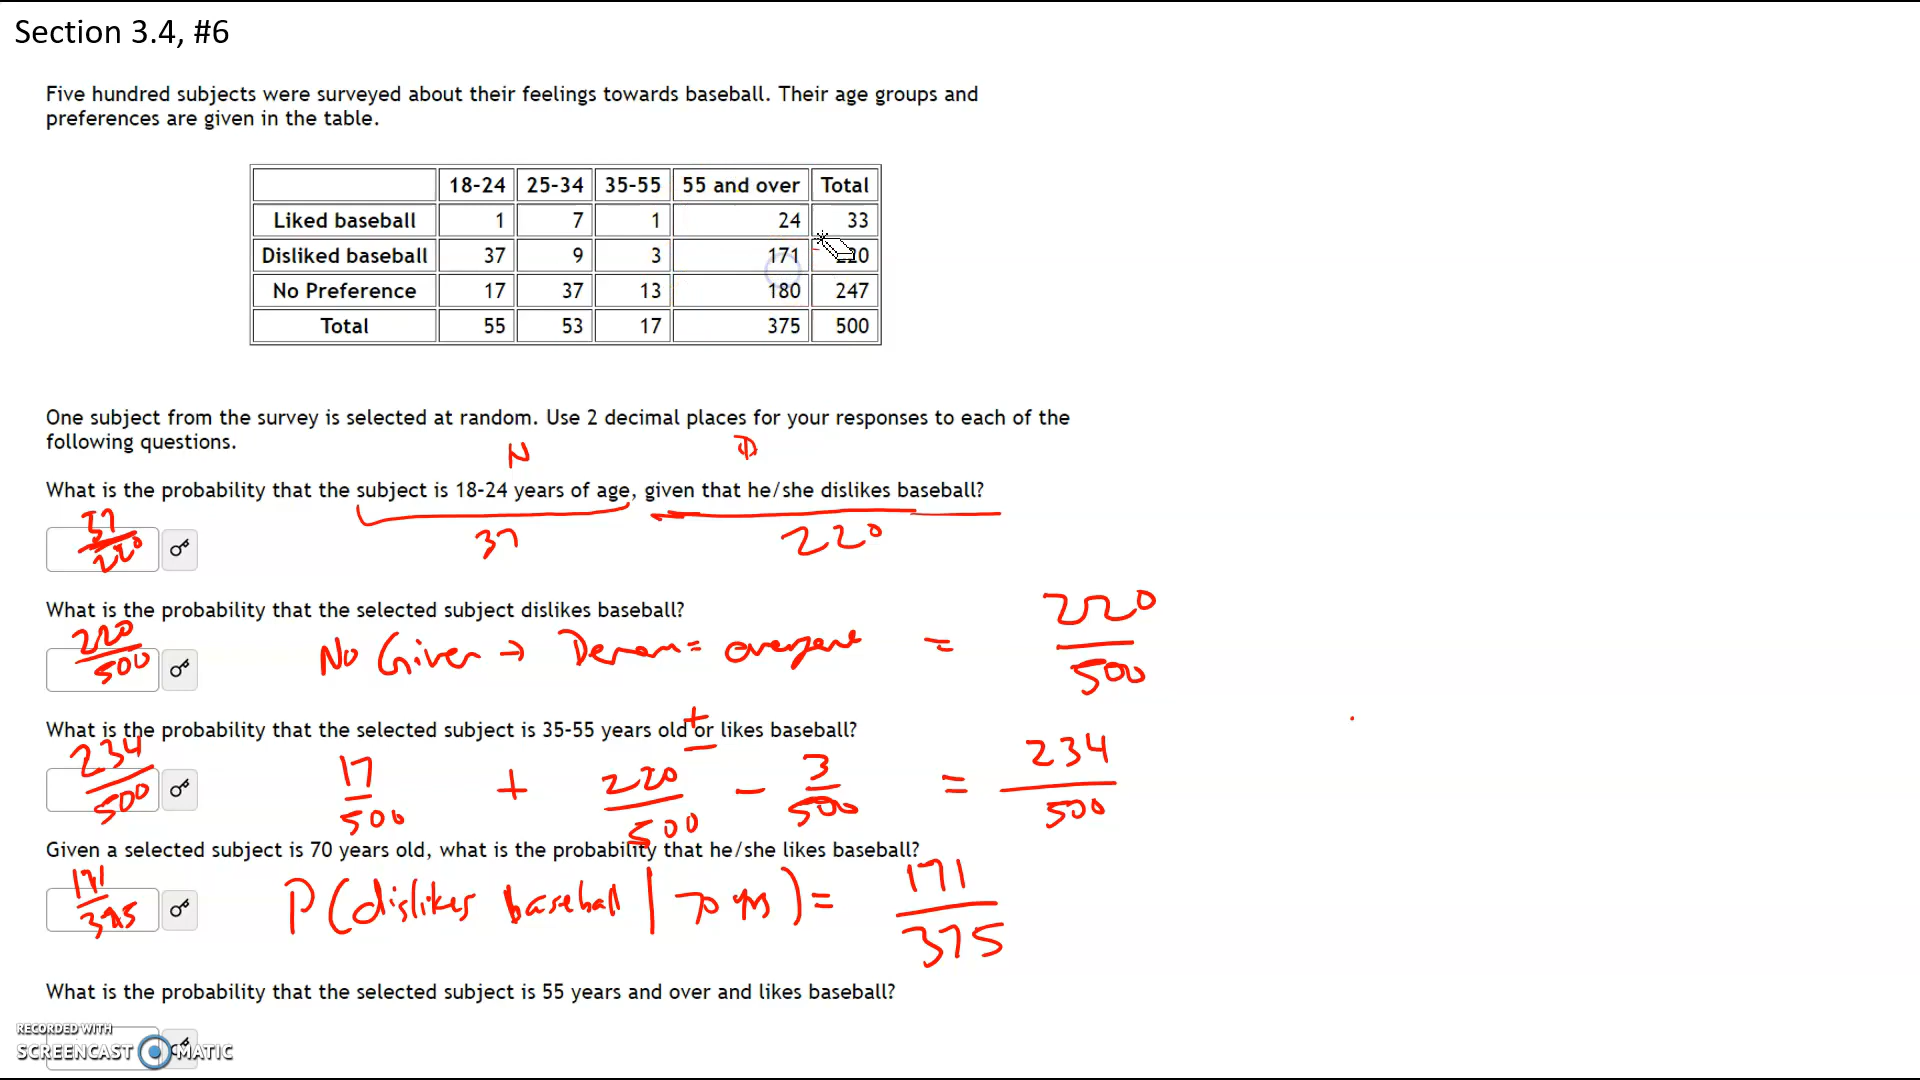 Section 3.4, #6
Five hundred subjects were surveyed about their feelings towards baseball. Their age groups and
preferences are given in the table.
18-24 25-34 35-55 55 and over Total
Liked baseball 1 7 1 24 33
Disliked baseball 37 9 3 171 220
No Preference 17 37 13 180 247
Total 55 53 17 375 500
One subject from the survey is selected at random. Use 2 decimal places for your responses to each of the
following questions.
N D
What is the probability that the subject is 18-24 years of age, given that he/she dislikes baseball?
37/220 37 220
What is the probability that the selected subject dislikes baseball?
220/500 No Given → Denom = everyone = 220/500
+
What is the probability that the selected subject is 35-55 years old or likes baseball?
234/500 17/500 + 220/500 - 3/500 = 234/500
Given a selected subject is 70 years old, what is the probability that he/she likes baseball?
171/375 P(dislikes baseball | 70 yrs) = 171/375
What is the probability that the selected subject is 55 years and over and likes baseball?
RECORDED WITH
SCREENCAST MATIC